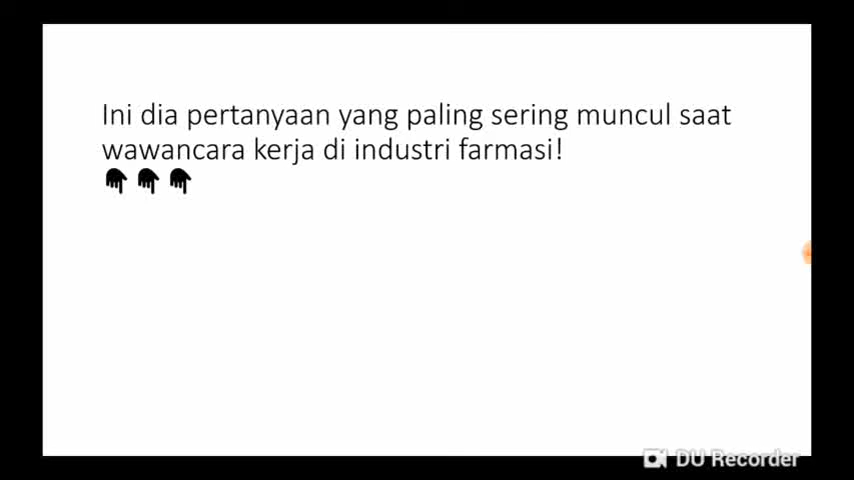 Ini dia pertanyaan yang paling sering muncul saat
wawancara kerja di industri farmasi!
DU Recorder